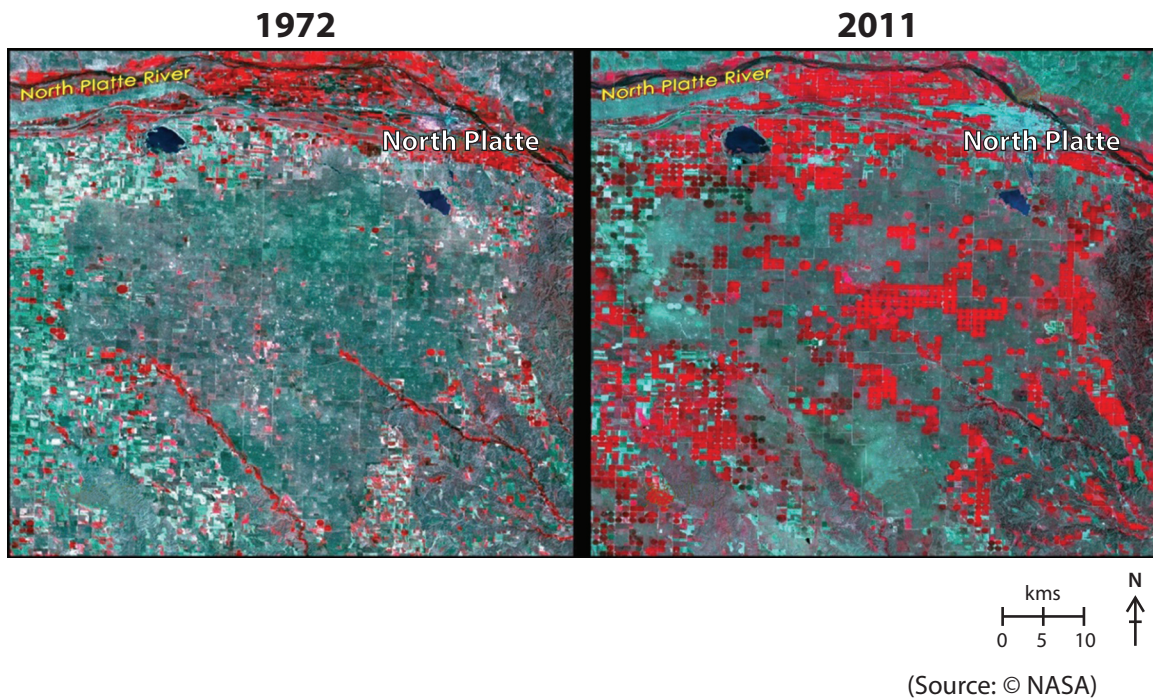 1972
2011
North Platte River
North Platte
North Platte River
North Platte
kms
0 5 10
N
(Source: © NASA)